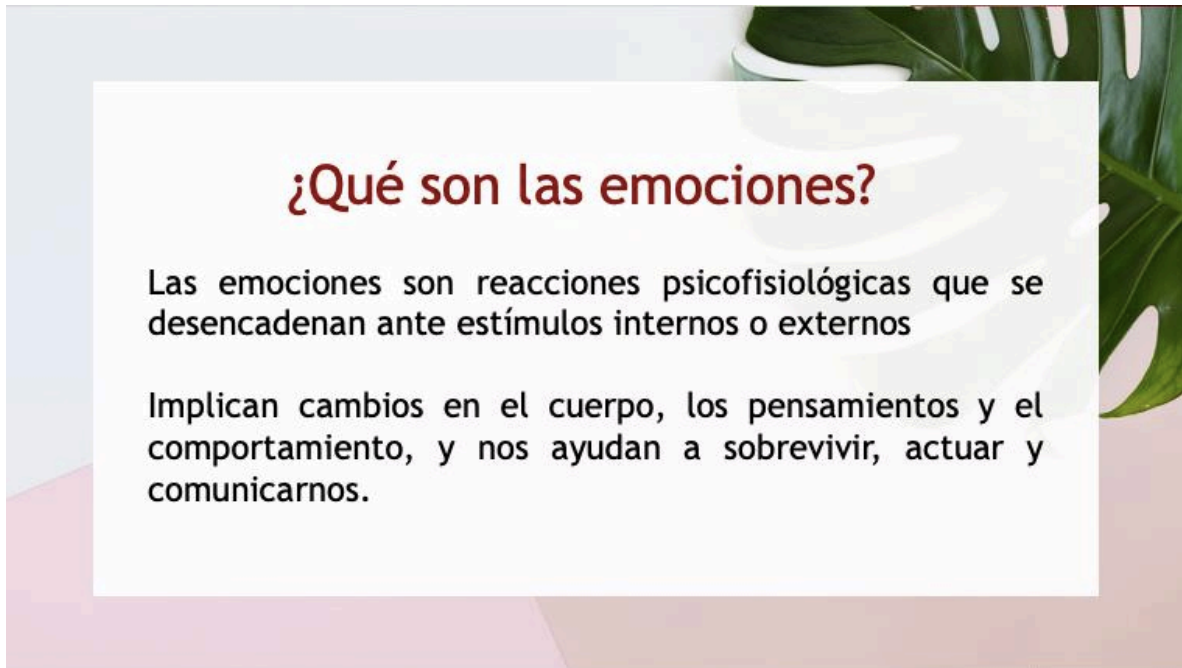 ¿Qué son las emociones?
Las emociones son reacciones psicofisiológicas que se
desencadenan ante estímulos internos o externos
Implican cambios en el cuerpo, los pensamientos y el
comportamiento, y nos ayudan a sobrevivir, actuar y
comunicarnos.